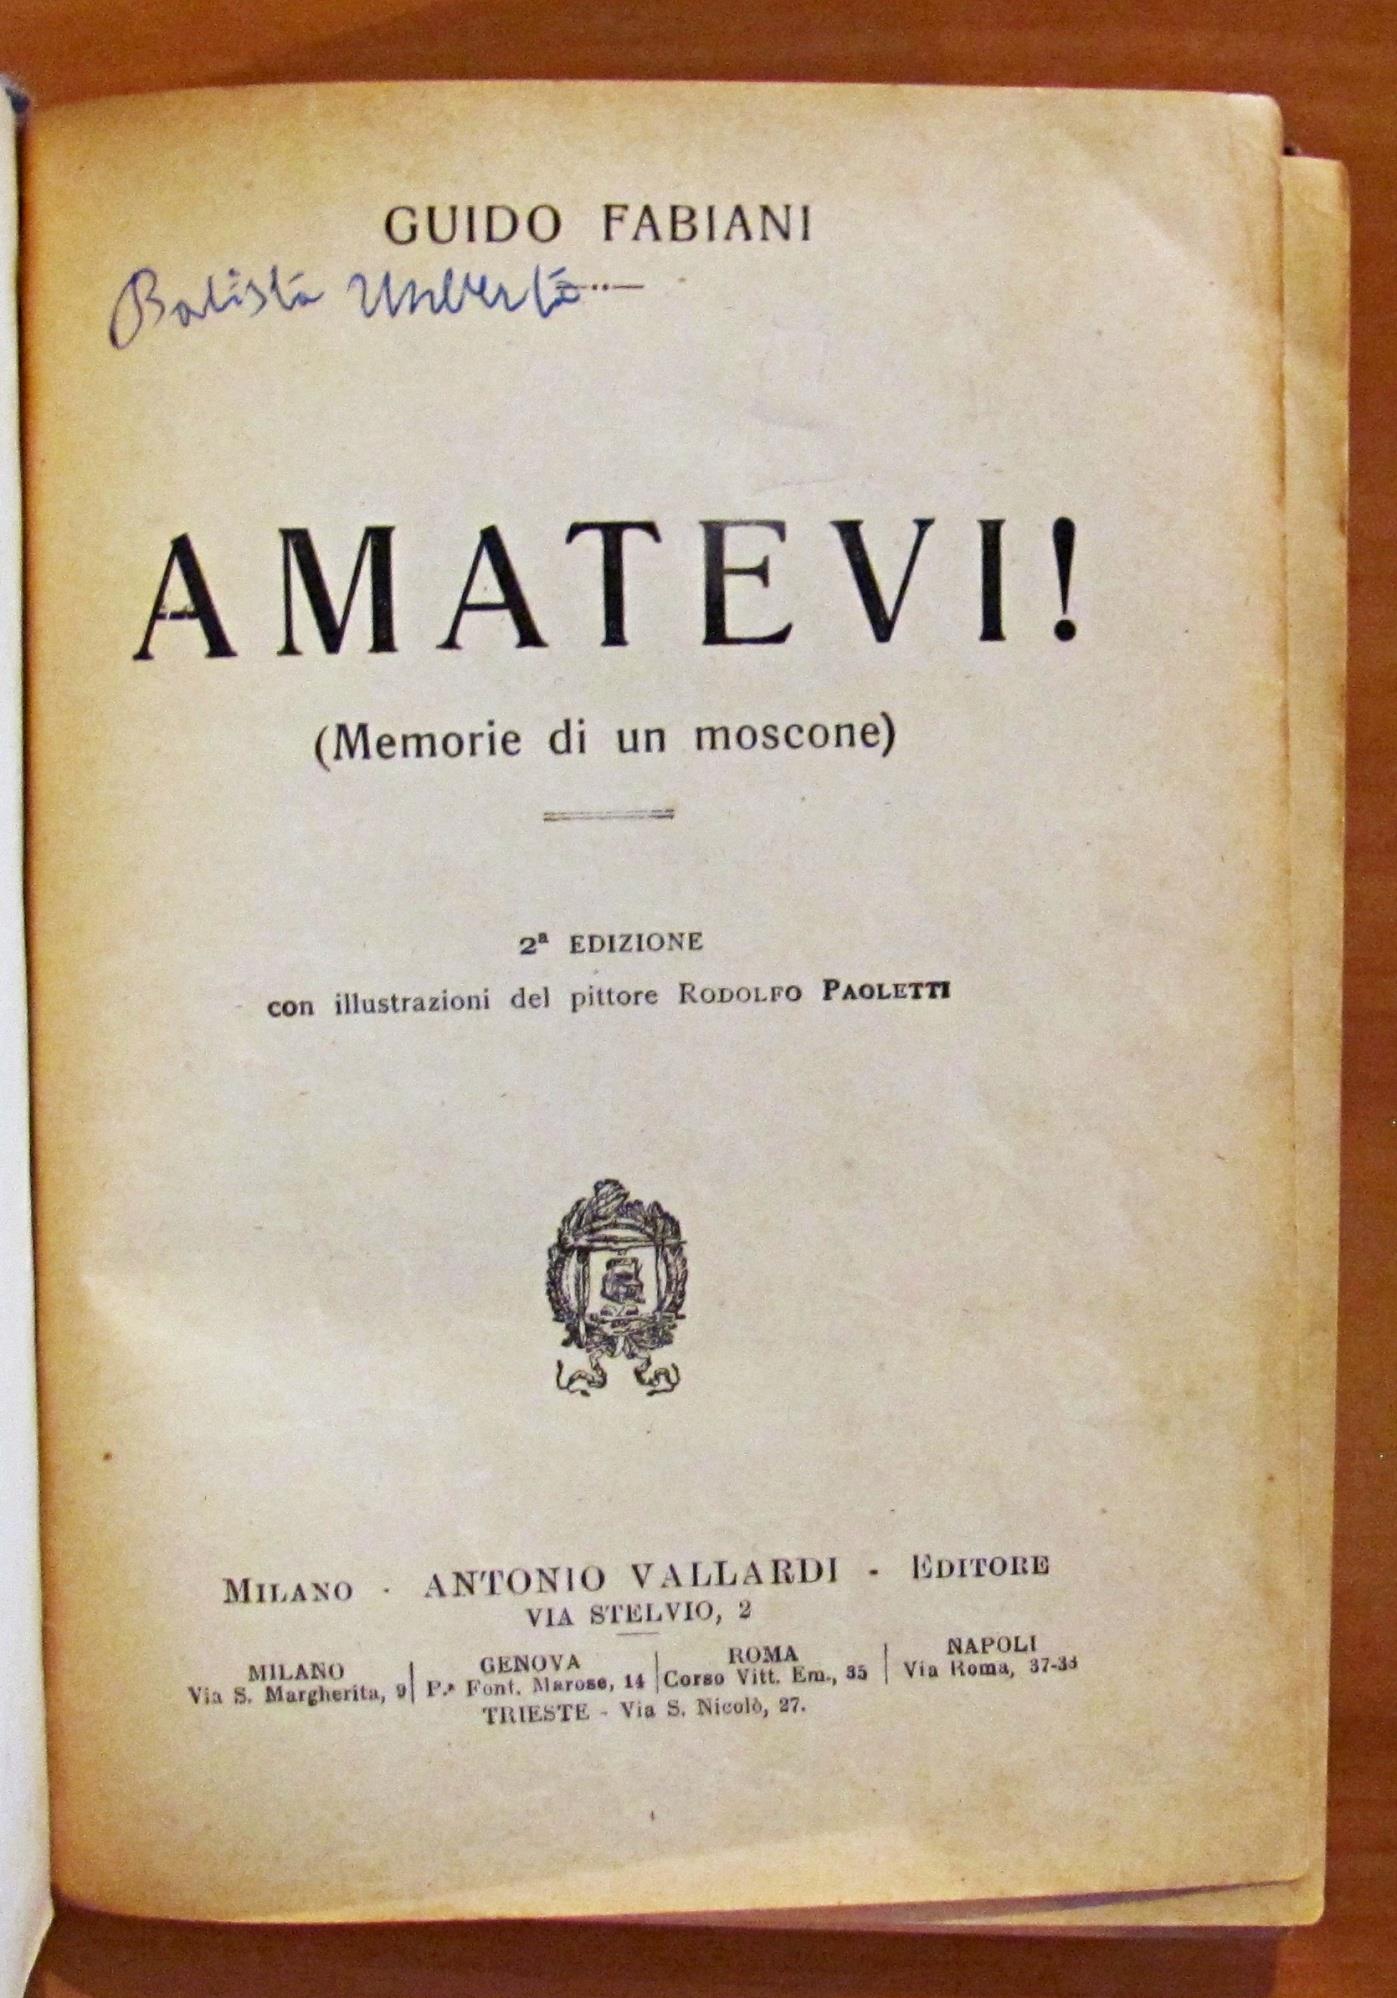 GUIDO FABIANI
Batista Umberto
AMATEVI!
(Memorie di un moscone)
2ª EDIZIONE
con illustrazioni del pittore RODOLFO PAOLETTI
MILANO - ANTONIO VALLARDI - EDITORE
VIA STELVIO, 2
MILANO | GENOVA | ROMA | NAPOLI
Via S. Margherita, 9 | P.ª Font. Marose, 14 | Corso Vitt. Em., 35 | Via Roma, 37-38
TRIESTE - Via S. Nicolò, 27.